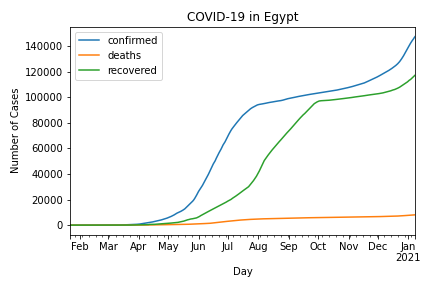 COVID-19 in Egypt
confirmed
deaths
recovered
Number of Cases
140000
120000
100000
80000
60000
40000
20000
0
Feb Mar Apr May Jun Jul Aug Sep Oct Nov Dec Jan
2021
Day